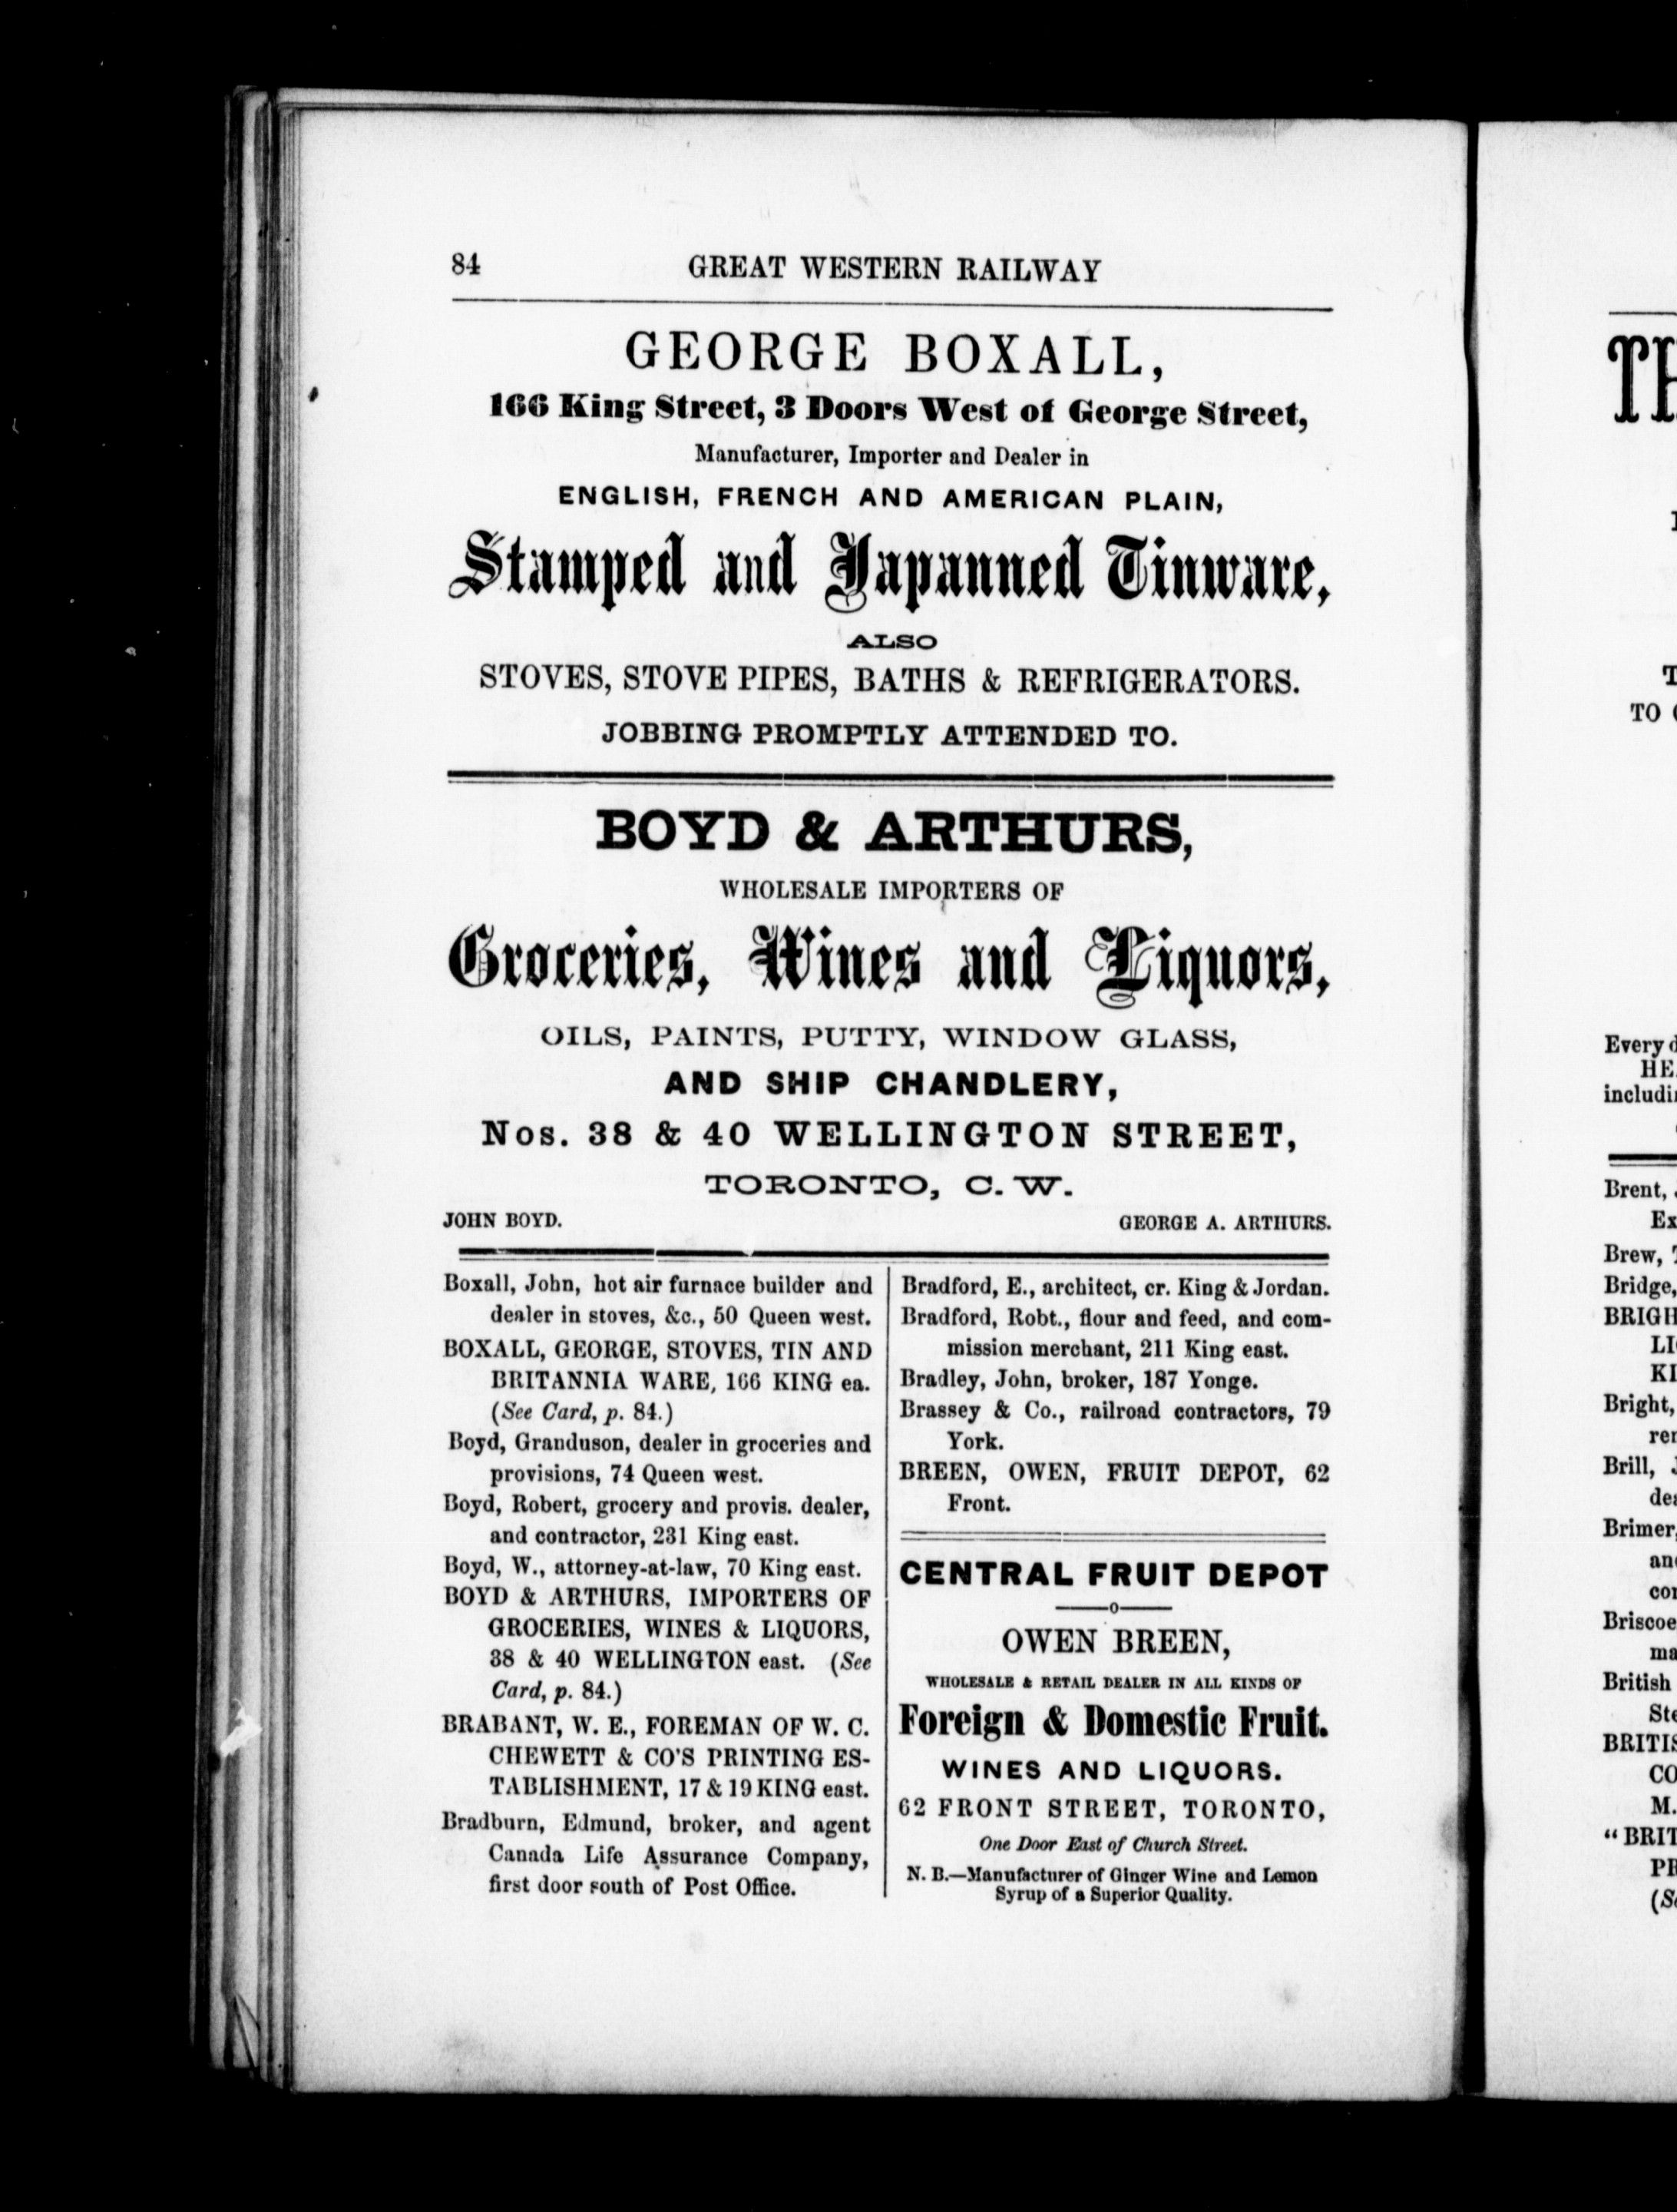 84 GREAT WESTERN RAILWAY
GEORGE BOXALL,
166 King Street, 3 Doors West of George Street,
Manufacturer, Importer and Dealer in
ENGLISH, FRENCH AND AMERICAN PLAIN,
Stamped and Japanned Tinware,
ALSO
STOVES, STOVE PIPES, BATHS & REFRIGERATORS.
JOBBING PROMPTLY ATTENDED TO.
BOYD & ARTHURS,
WHOLESALE IMPORTERS OF
Groceries, Wines and Liquors,
OILS, PAINTS, PUTTY, WINDOW GLASS,
AND SHIP CHANDLERY,
Nos. 38 & 40 WELLINGTON STREET,
TORONTO, C. W.
JOHN BOYD. GEORGE A. ARTHURS.
Boxall, John, hot air furnace builder and
dealer in stoves, &c., 50 Queen west.
BOXALL, GEORGE, STOVES, TIN AND
BRITANNIA WARE, 166 KING ea.
(See Card, p. 84.)
Boyd, Granduson, dealer in groceries and
provisions, 74 Queen west.
Boyd, Robert, grocery and provis. dealer,
and contractor, 231 King east.
Boyd, W., attorney-at-law, 70 King east.
BOYD & ARTHURS, IMPORTERS OF
GROCERIES, WINES & LIQUORS,
38 & 40 WELLINGTON east. (See
Card, p. 84.)
BRABANT, W. E., FOREMAN OF W. C.
CHEWETT & CO'S PRINTING ES-
TABLISHMENT, 17 & 19 KING east.
Bradburn, Edmund, broker, and agent
Canada Life Assurance Company,
first door south of Post Office.
Bradford, E., architect, cr. King & Jordan.
Bradford, Robt., flour and feed, and com-
mission merchant, 211 King east.
Bradley, John, broker, 187 Yonge.
Brassey & Co., railroad contractors, 79
York.
BREEN, OWEN, FRUIT DEPOT, 62
Front.
CENTRAL FRUIT DEPOT
OWEN BREEN,
WHOLESALE & RETAIL DEALER IN ALL KINDS OF
Foreign & Domestic Fruit.
WINES AND LIQUORS.
62 FRONT STREET, TORONTO,
One Door East of Church Street.
N. B.—Manufacturer of Ginger Wine and Lemon
Syrup of a Superior Quality.
TO
Every
Brent,
Brew,
Bridge,
Bright,
Brill,
Brimer,
Briscoe
British
M.